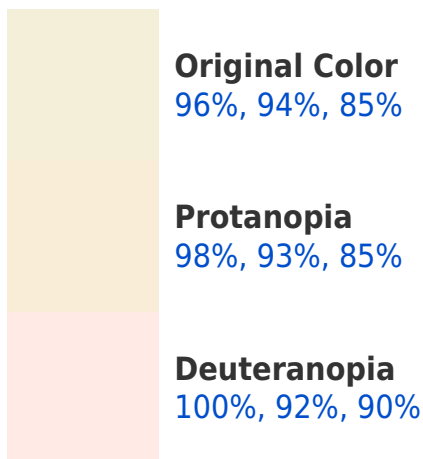 Original Color
96%, 94%, 85%
Protanopia
98%, 93%, 85%
Deuteranopia
100%, 92%, 90%